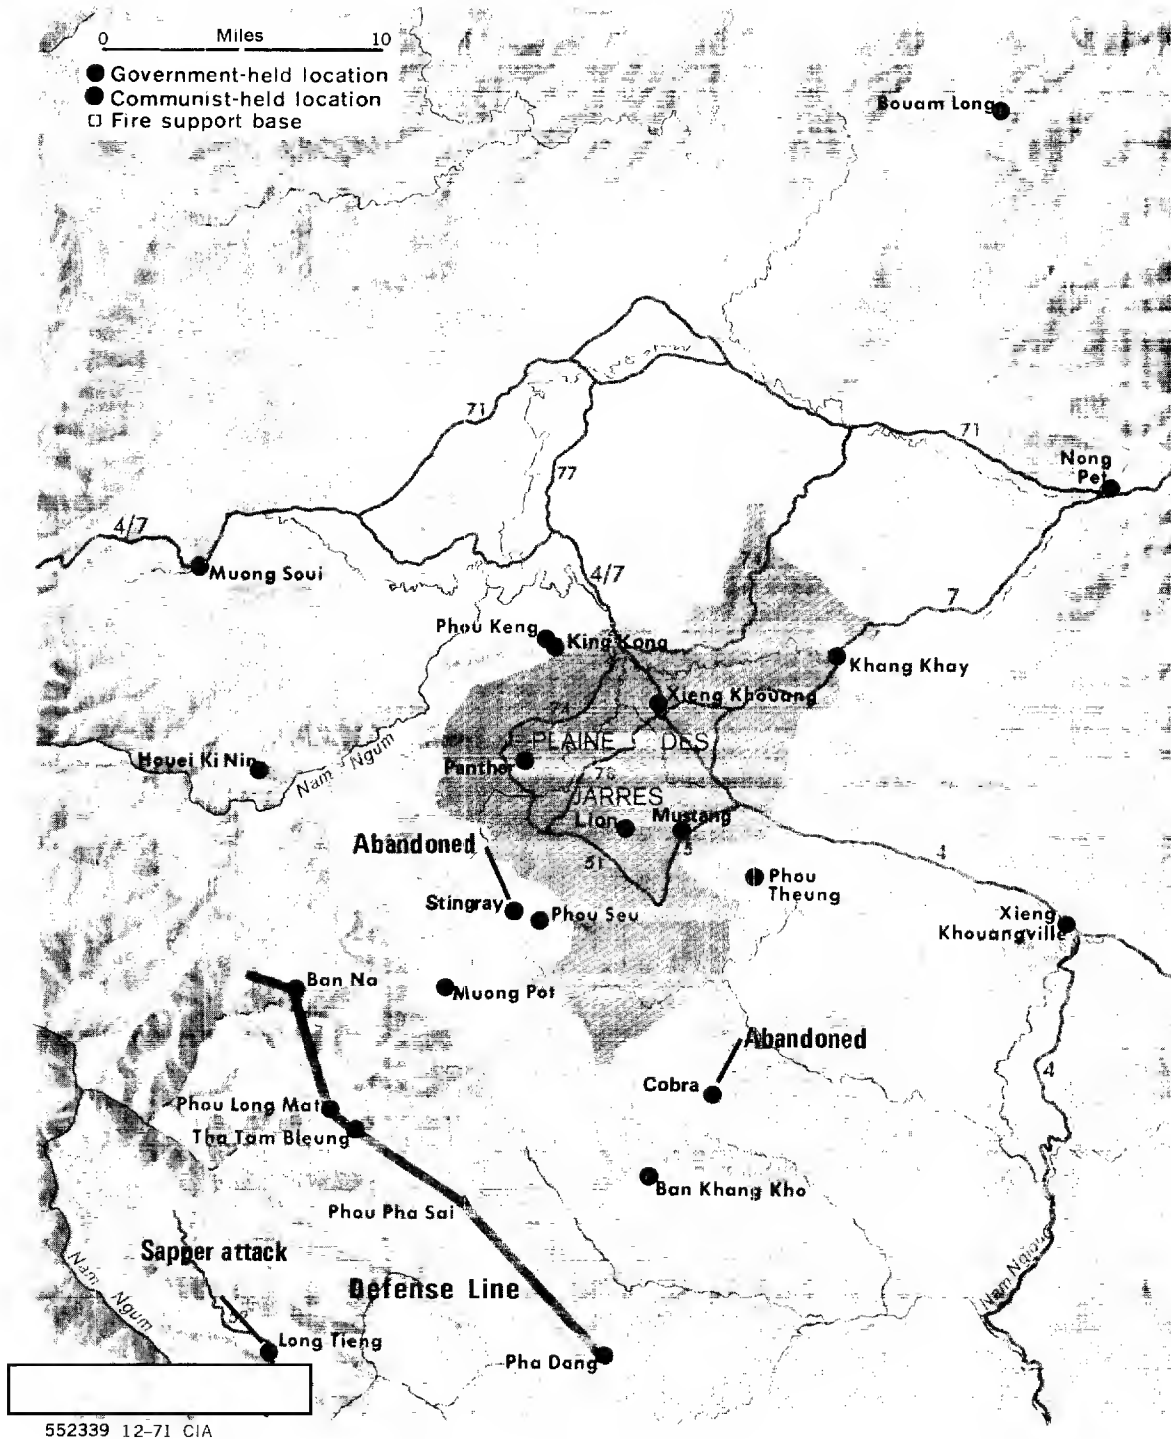 0 Miles 10
Government-held location
Communist-held location
Fire support base
Bouam Long
71
71
Nong
Pet
77
4/7
Muong Soui
4/7
7
Phou Keng
King Kong
Khang Khay
Xieng Khouang
74
PLAINE DES
Houei Ki Nin
Nam Ngum
Panther
JARRES
Lion
Mustang
Abandoned
51
4
Phou
Theung
Stingray
Phou Seu
Xieng
Khouangville
Ban Na
Muong Pot
Abandoned
Cobra
4
Phou Long Mat
Tha Tam Bleung
Ban Khang Kho
Phou Pha Sai
Sapper attack
Nam Ngum
Defense Line
Long Tieng
Pha Dang
552339 12-71 CIA